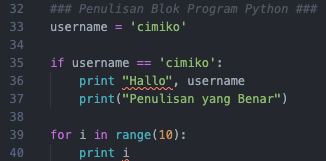 32 ### Penulisan Blok Program Python ###
33 username = 'cimiko'
34
35 if username == 'cimiko':
36 print "Hallo", username
37 print("Penulisan yang Benar")
38
39 for i in range(10):
40 print i